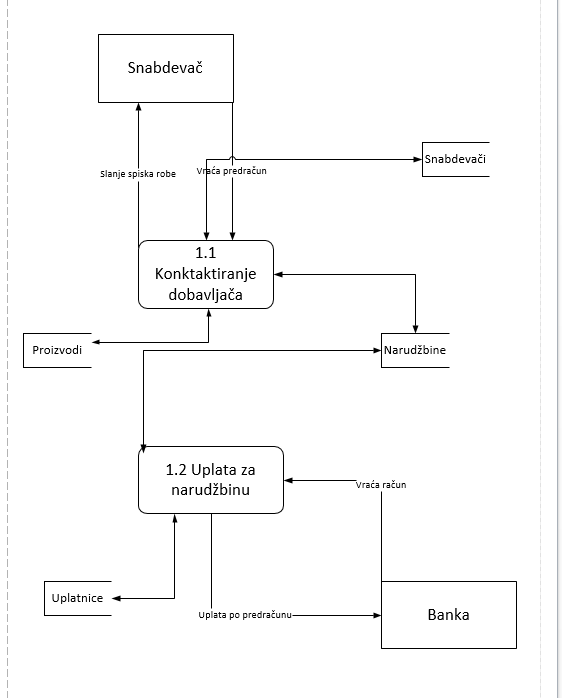 Snabdevač
Snabdevači
Slanje spiska robe
Vraća predračun
1.1
Konktaktiranje
dobavljača
Proizvodi
Narudžbine
1.2 Uplata za
narudžbinu
Vraća račun
Uplatnice
Uplata po predračunu
Banka